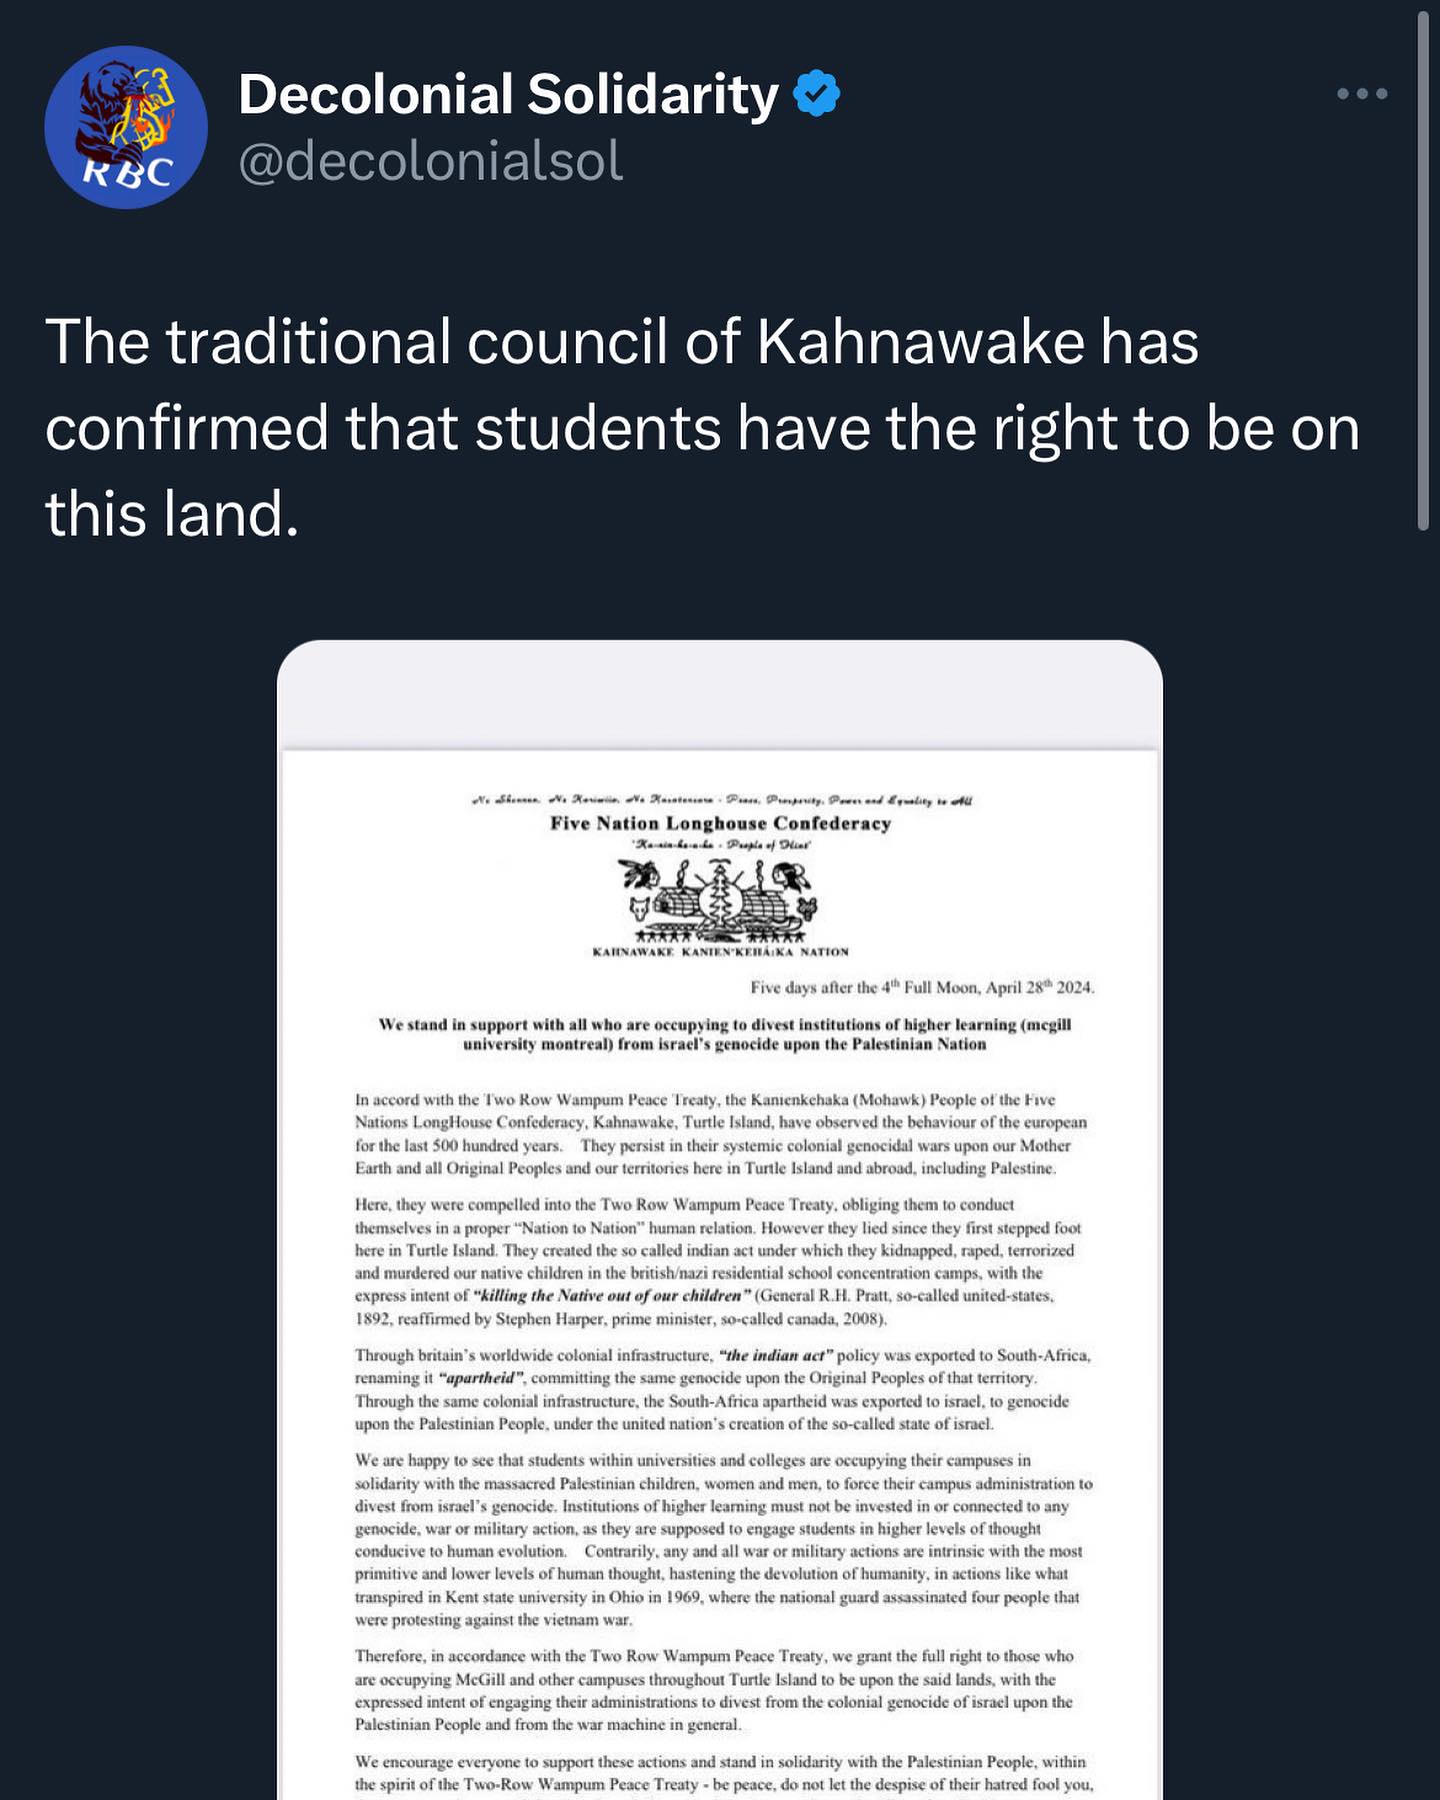 RBC
Decolonial Solidarity
@decolonialsol
The traditional council of Kahnawake has
confirmed that students have the right to be on
this land.
Peace, Prosperity, Power and Equality to All
Five Nation Longhouse Confederacy
People of Flint"
KAHNAWAKE KANIEN'KEHÁ:KA NATION
Five days after the 4th Full Moon, April 28th 2024.
We stand in support with all who are occupying to divest institutions of higher learning (mcgill
university montreal) from israel's genocide upon the Palestinian Nation
In accord with the Two Row Wampum Peace Treaty, the Kanienkehaka (Mohawk) People of the Five
Nations LongHouse Confederacy, Kahnawake, Turtle Island, have observed the behaviour of the european
for the last 500 hundred years. They persist in their systemic colonial genocidal wars upon our Mother
Earth and all Original Peoples and our territories here in Turtle Island and abroad, including Palestine.
Here, they were compelled into the Two Row Wampum Peace Treaty, obliging them to conduct
themselves in a proper “Nation to Nation” human relation. However they lied since they first stepped foot
here in Turtle Island. They created the so called indian act under which they kidnapped, raped, terrorized
and murdered our native children in the british/nazi residential school concentration camps, with the
express intent of “killing the Native out of our children” (General R.H. Pratt, so-called united-states,
1892, reaffirmed by Stephen Harper, prime minister, so-called canada, 2008).
Through britain's worldwide colonial infrastructure, “the indian act” policy was exported to South-Africa,
renaming it “apartheid”, committing the same genocide upon the Original Peoples of that territory.
Through the same colonial infrastructure, the South-Africa apartheid was exported to israel, to genocide
upon the Palestinian People, under the united nation's creation of the so-called state of israel.
We are happy to see that students within universities and colleges are occupying their campuses in
solidarity with the massacred Palestinian children, women and men, to force their campus administration to
divest from israel's genocide. Institutions of higher learning must not be invested in or connected to any
genocide, war or military action, as they are supposed to engage students in higher levels of thought
conducive to human evolution. Contrarily, any and all war or military actions are intrinsic with the most
primitive and lower levels of human thought, hastening the devolution of humanity, in actions like what
transpired in Kent state university in Ohio in 1969, where the national guard assassinated four people that
were protesting against the vietnam war.
Therefore, in accordance with the Two Row Wampum Peace Treaty, we grant the full right to those who
are occupying McGill and other campuses throughout Turtle Island to be upon the said lands, with the
expressed intent of engaging their administrations to divest from the colonial genocide of israel upon the
Palestinian People and from the war machine in general.
We encourage everyone to support these actions and stand in solidarity with the Palestinian People, within
the spirit of the Two-Row Wampum Peace Treaty - be peace, do not let the despise of their hatred fool you,